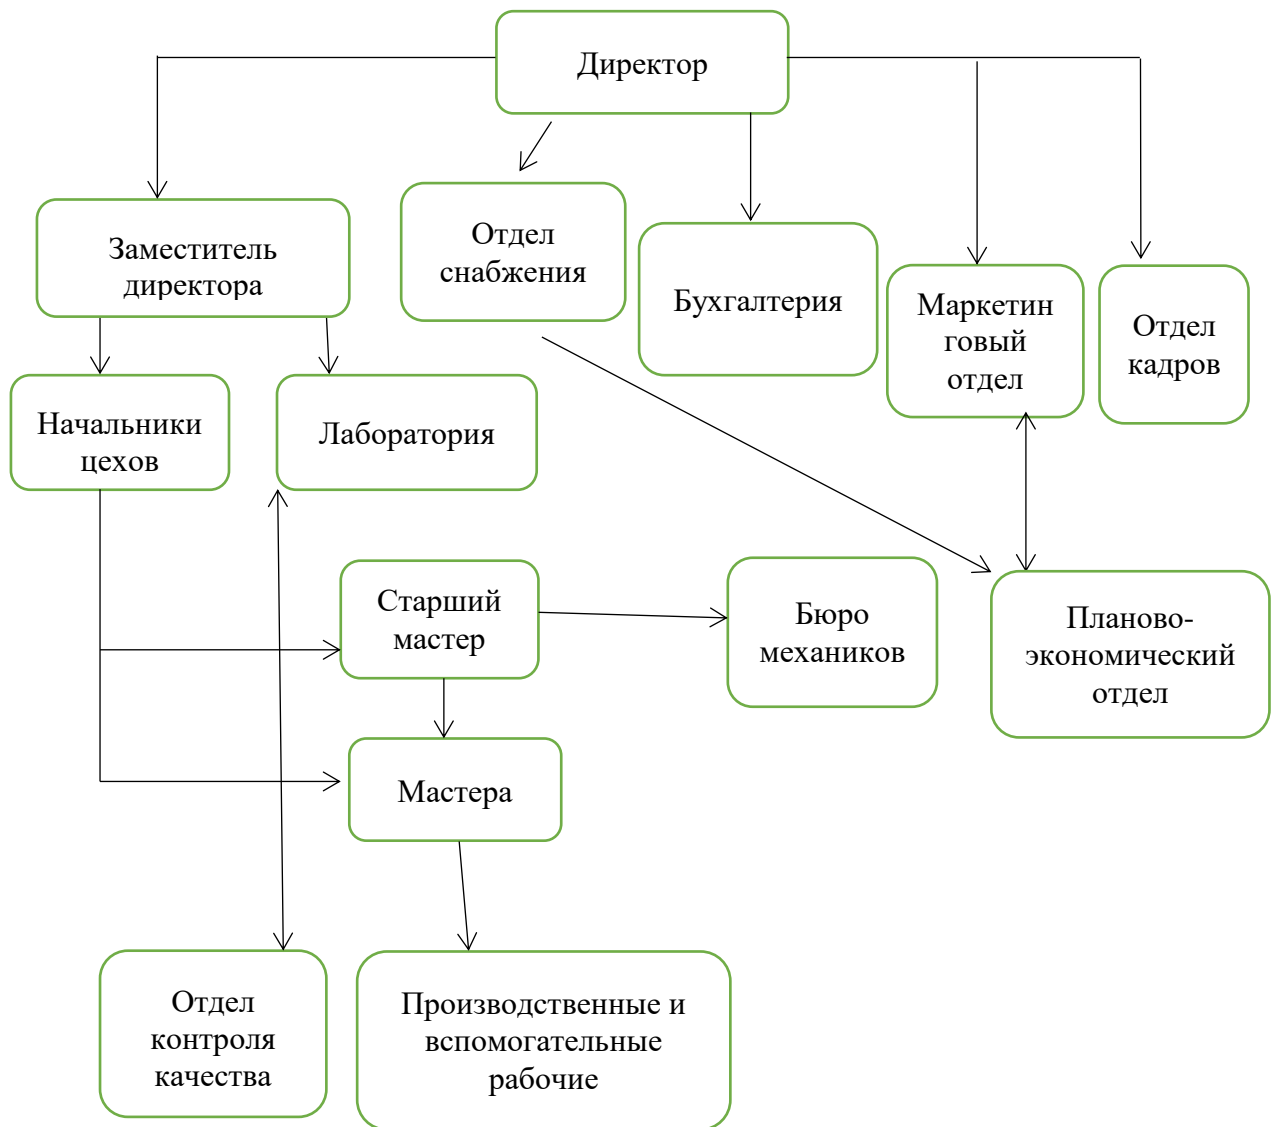 Директор
Заместитель
директора
Отдел
снабжения
Бухгалтерия
Маркетин
говый
отдел
Отдел
кадров
Начальники
цехов
Лаборатория
Старший
мастер
Бюро
механиков
Планово-
экономический
отдел
Мастера
Отдел
контроля
качества
Производственные и
вспомогательные
рабочие